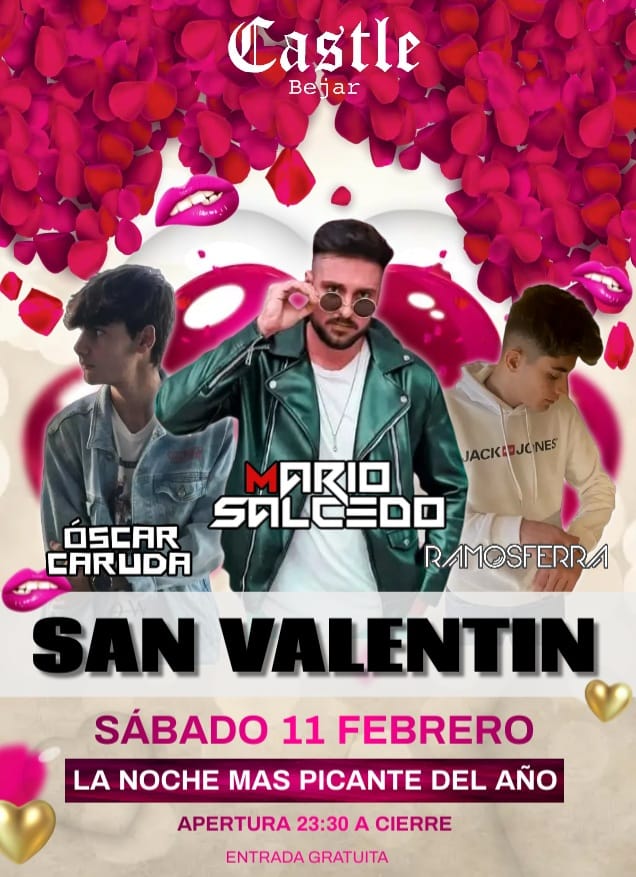 Castle
Bejar
JACK JONES
MARIO
SALCEDO
ÓSCAR
CARUDA
RAMOSFERRA
SAN VALENTIN
SÁBADO 11 FEBRERO
LA NOCHE MAS PICANTE DEL AÑO
APERTURA 23:30 A CIERRE
ENTRADA GRATUITA